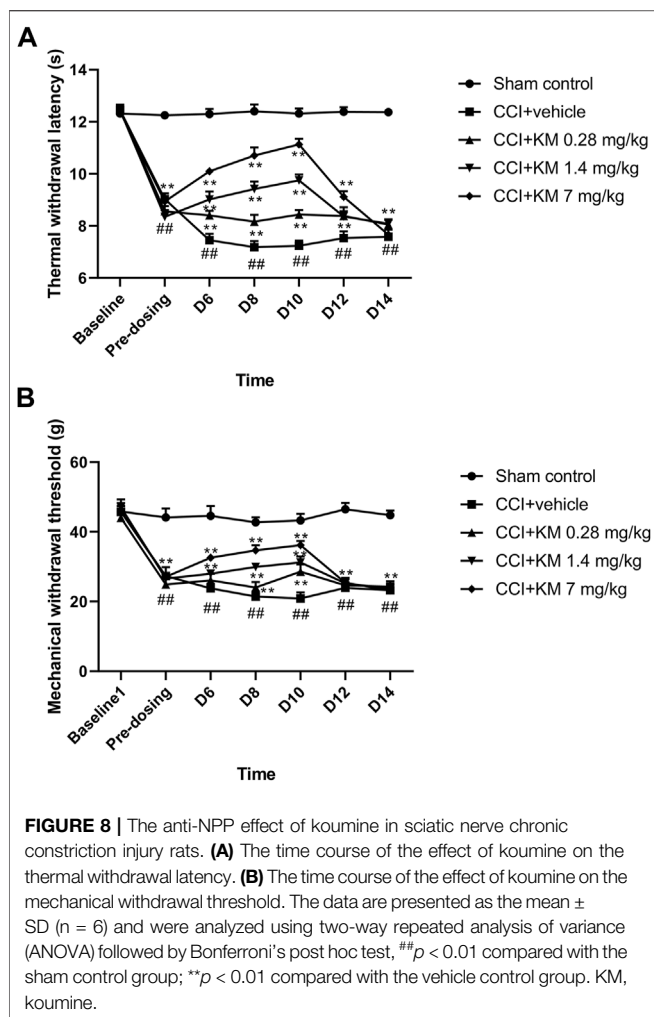 A
Thermal withdrawal latency (s)
14
12
10
8
6
**
##
**
**
##
**
**
**
##
**
**
**
##
**
**
##
**
##
Baseline
Pre-dosing
D6
D8
D10
D12
D14
Time
Sham control
CCI+vehicle
CCI+KM 0.28 mg/kg
CCI+KM 1.4 mg/kg
CCI+KM 7 mg/kg
B
Mechanical withdrawal threshold (g)
60
40
20
0
**
##
**
**
##
**
**
**
##
**
**
**
##
**
##
**
##
Baseline1
Pre-dosing
D6
D8
D10
D12
D14
Time
Sham control
CCI+vehicle
CCI+KM 0.28 mg/kg
CCI+KM 1.4 mg/kg
CCI+KM 7 mg/kg
FIGURE 8 | The anti-NPP effect of koumine in sciatic nerve chronic
constriction injury rats. (A) The time course of the effect of koumine on the
thermal withdrawal latency. (B) The time course of the effect of koumine on the
mechanical withdrawal threshold. The data are presented as the mean ±
SD (n = 6) and were analyzed using two-way repeated analysis of variance
(ANOVA) followed by Bonferroni's post hoc test, ##p < 0.01 compared with the
sham control group; **p < 0.01 compared with the vehicle control group. KM,
koumine.